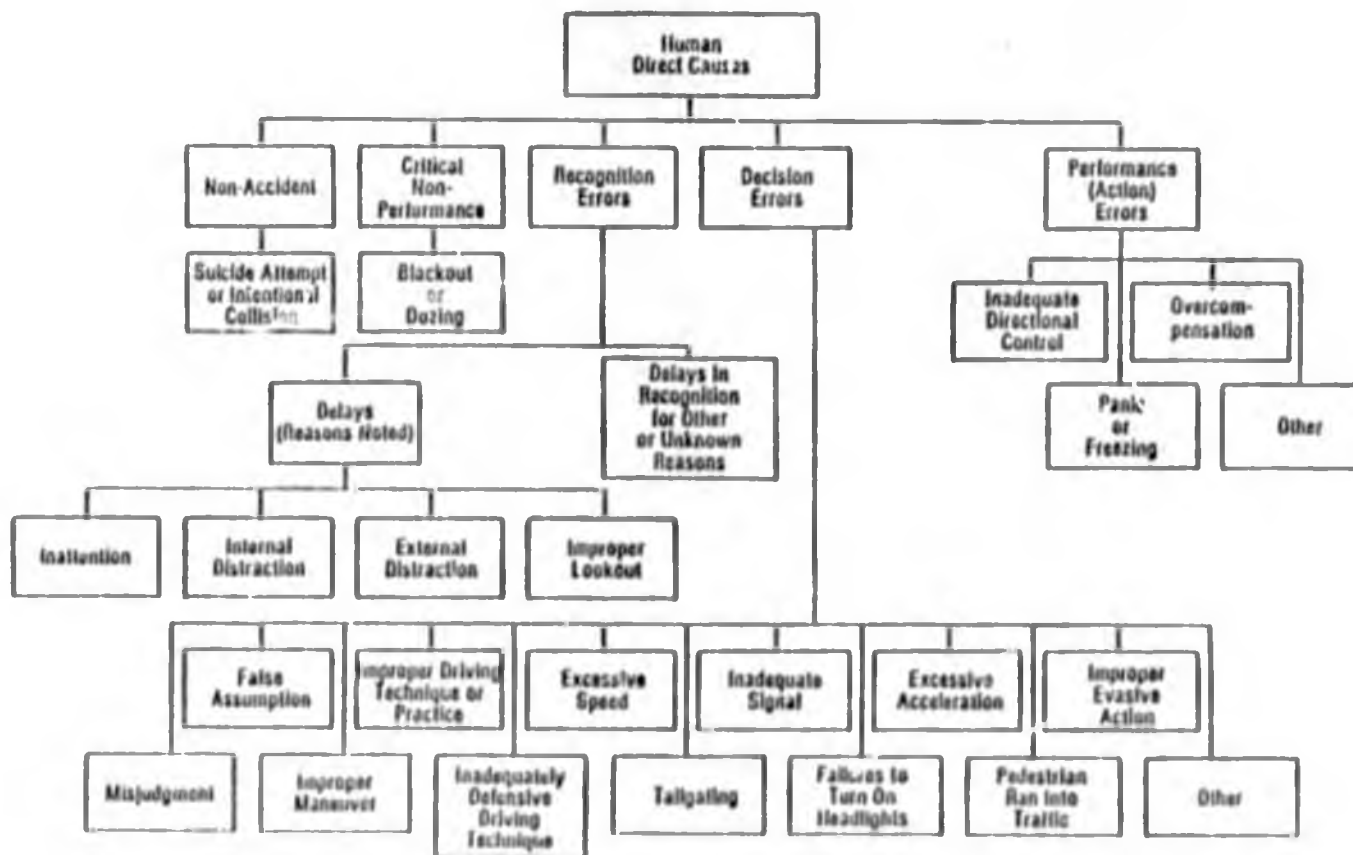 Human
Direct Causes
Non-Accident
Critical
Non-
Performance
Recognition
Errors
Decision
Errors
Performance
(Action)
Errors
Suicide Attempt
or Intentional
Collision
Blackout
or
Dozing
Inadequate
Directional
Control
Overcom-
pensation
Delays
(Reasons Noted)
Delays In
Recognition
for Other
or Unknown
Reasons
Panic
or
Freezing
Other
Inattention
Internal
Distraction
External
Distraction
Improper
Lookout
False
Assumption
Improper Driving
Technique or
Practice
Excessive
Speed
Inadequate
Signal
Excessive
Acceleration
Improper
Evasive
Action
Misjudgment
Improper
Maneuver
Inadequately
Defensive
Driving
Technique
Tailgating
Failures to
Turn On
Headlights
Pedestrian
Ran Into
Traffic
Other